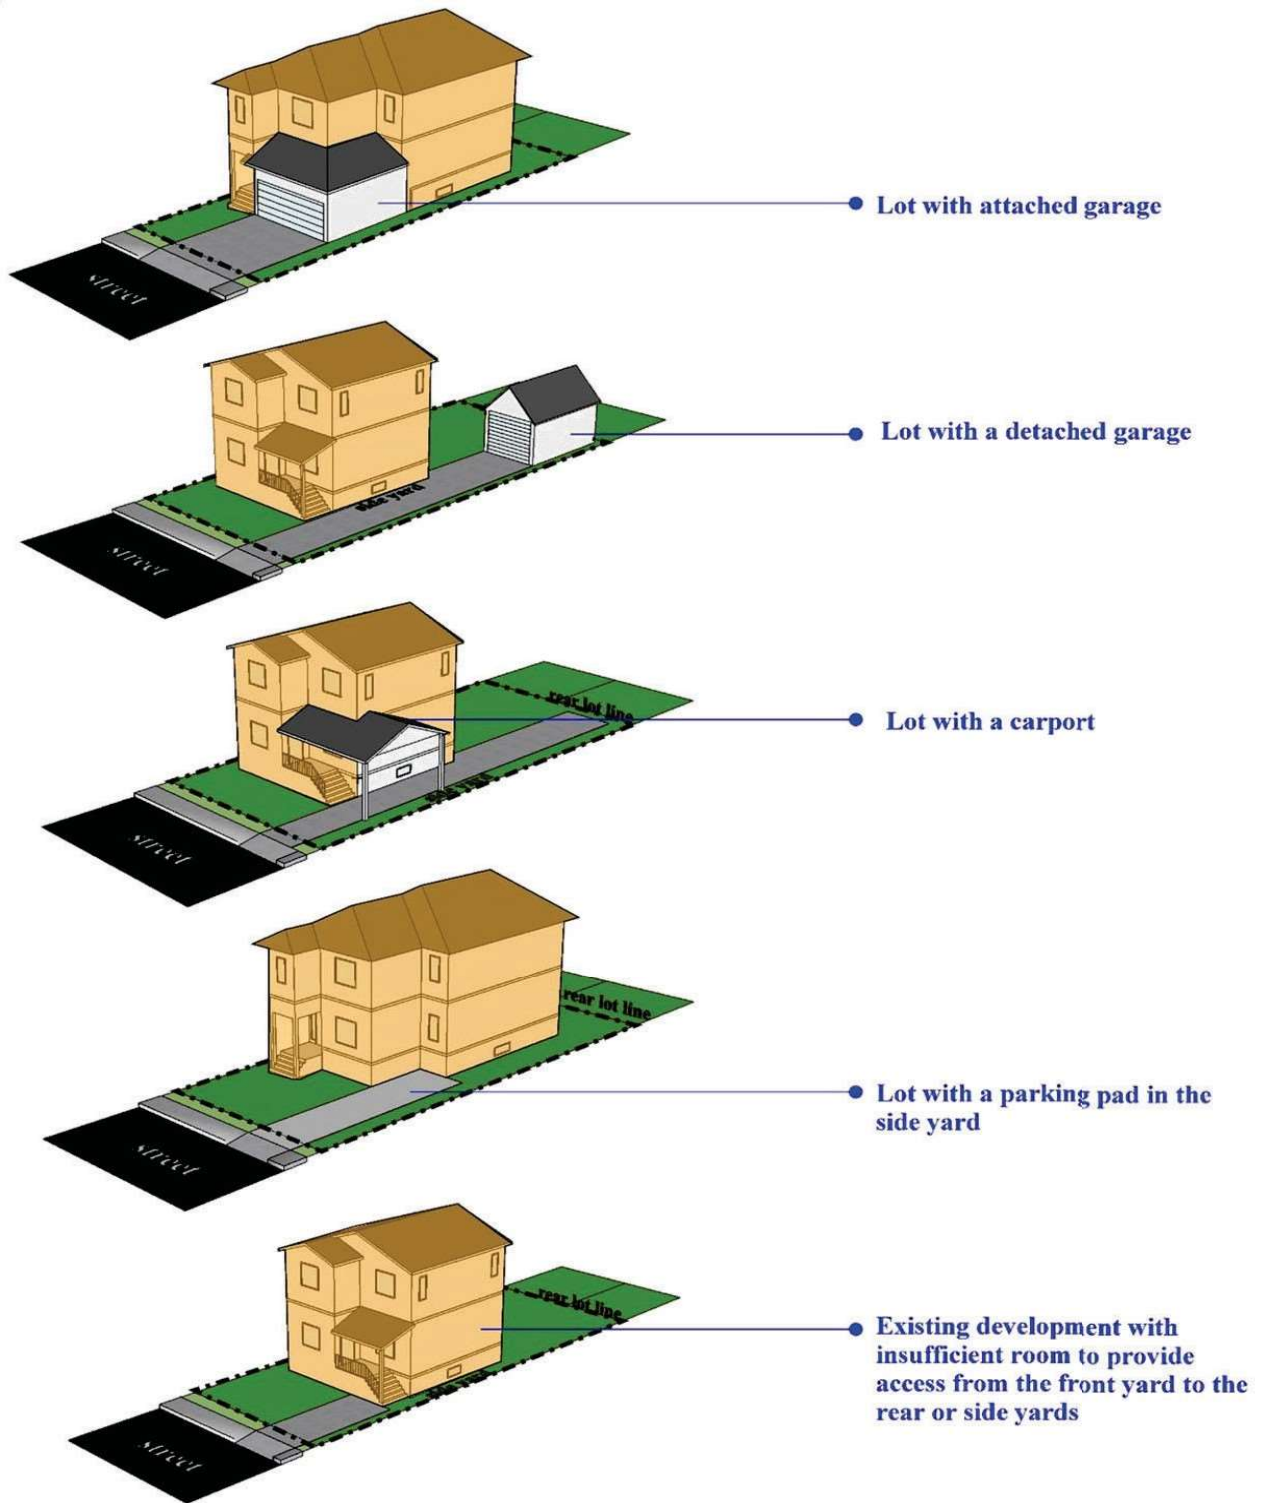 Lot with attached garage
street
Lot with a detached garage
side yard
street
rear lot line
Lot with a carport
street
rear lot line
Lot with a parking pad in the
side yard
street
rear lot line
Existing development with
insufficient room to provide
access from the front yard to the
rear or side yards
street